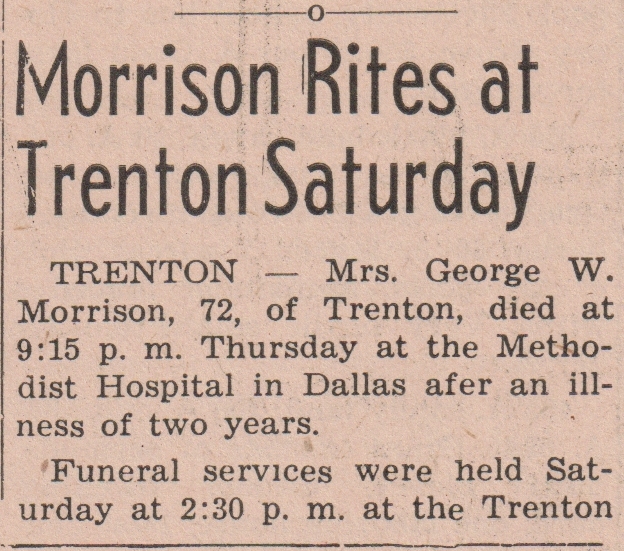 Morrison Rites at
Trenton Saturday
TRENTON — Mrs. George W.
Morrison, 72, of Trenton, died at
9:15 p. m. Thursday at the Metho-
dist Hospital in Dallas afer an ill-
ness of two years.
Funeral services were held Sat-
urday at 2:30 p. m. at the Trenton